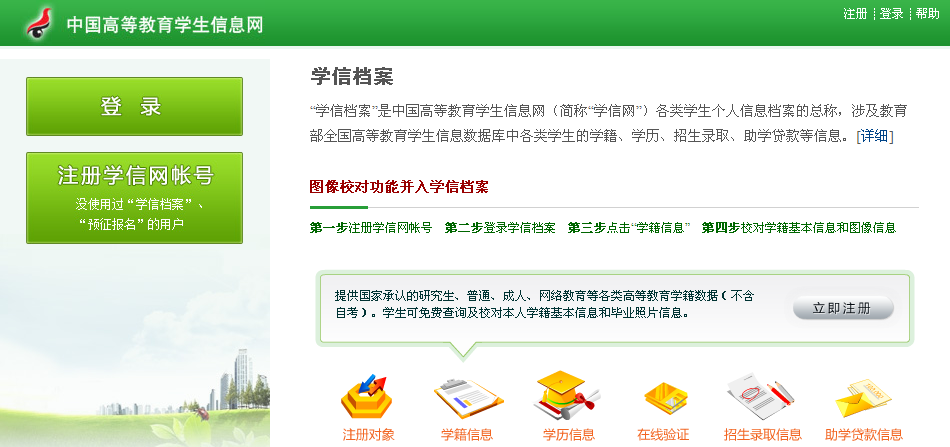 中国高等教育学生信息网
注册 ┊登录 ┊帮助
登 录
注册学信网帐号
没使用过“学信档案”、
“预征报名”的用户
学信档案
“学信档案”是中国高等教育学生信息网（简称“学信网”）各类学生个人信息档案的总称，涉及教育
部全国高等教育学生信息数据库中各类学生的学籍、学历、招生录取、助学贷款等信息。[详细]
图像校对功能并入学信档案
第一步注册学信网帐号 第二步登录学信档案 第三步点击“学籍信息” 第四步校对学籍基本信息和图像信息
提供国家承认的研究生、普通、成人、网络教育等各类高等教育学籍数据（不含
自考）。学生可免费查询及校对本人学籍基本信息和毕业照片信息。
立即注册
注册对象 学籍信息 学历信息 在线验证 招生录取信息 助学贷款信息